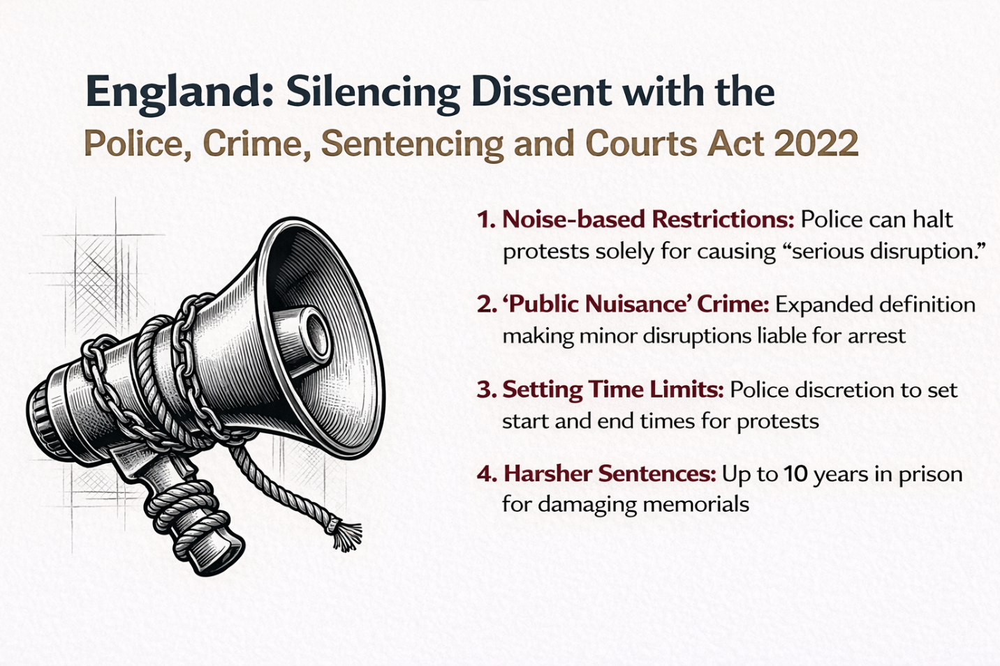 England: Silencing Dissent with the
Police, Crime, Sentencing and Courts Act 2022
1. Noise-based Restrictions: Police can halt
protests solely for causing “serious disruption.”
2. ‘Public Nuisance’ Crime: Expanded definition
making minor disruptions liable for arrest
3. Setting Time Limits: Police discretion to set
start and end times for protests
4. Harsher Sentences: Up to 10 years in prison
for damaging memorials